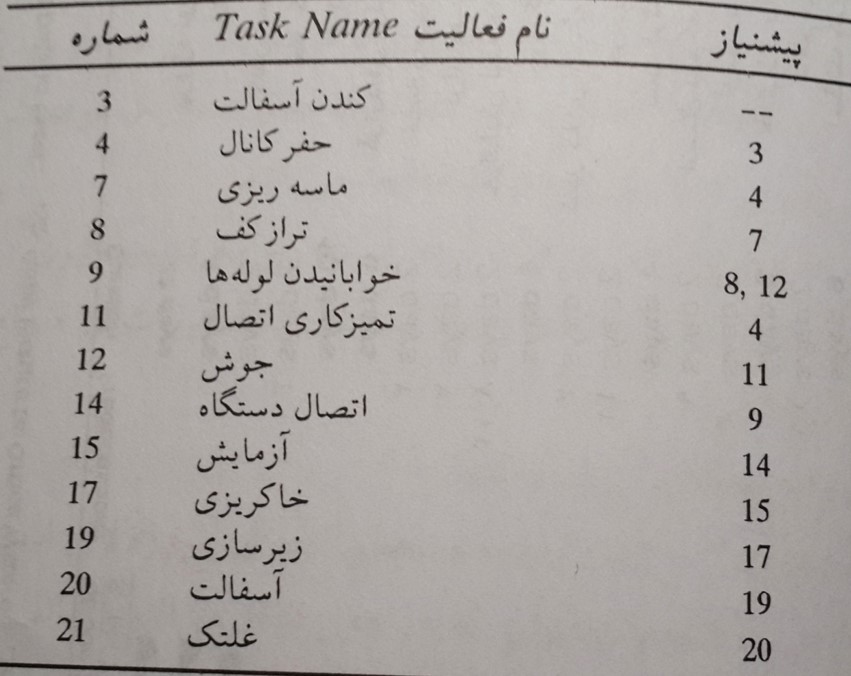 شماره نام فعالیت Task Name پیشنیاز
3 کندن آسفالت --
4 حفر کانال 3
7 ماسه ریزی 4
8 تراز کف 7
9 خوابانیدن لوله‌ها 8, 12
11 تمیزکاری اتصال 4
12 جوش 11
14 اتصال دستگاه 9
15 آزمایش 14
17 خاکریزی 15
19 زیرسازی 17
20 آسفالت 19
21 غلتک 20